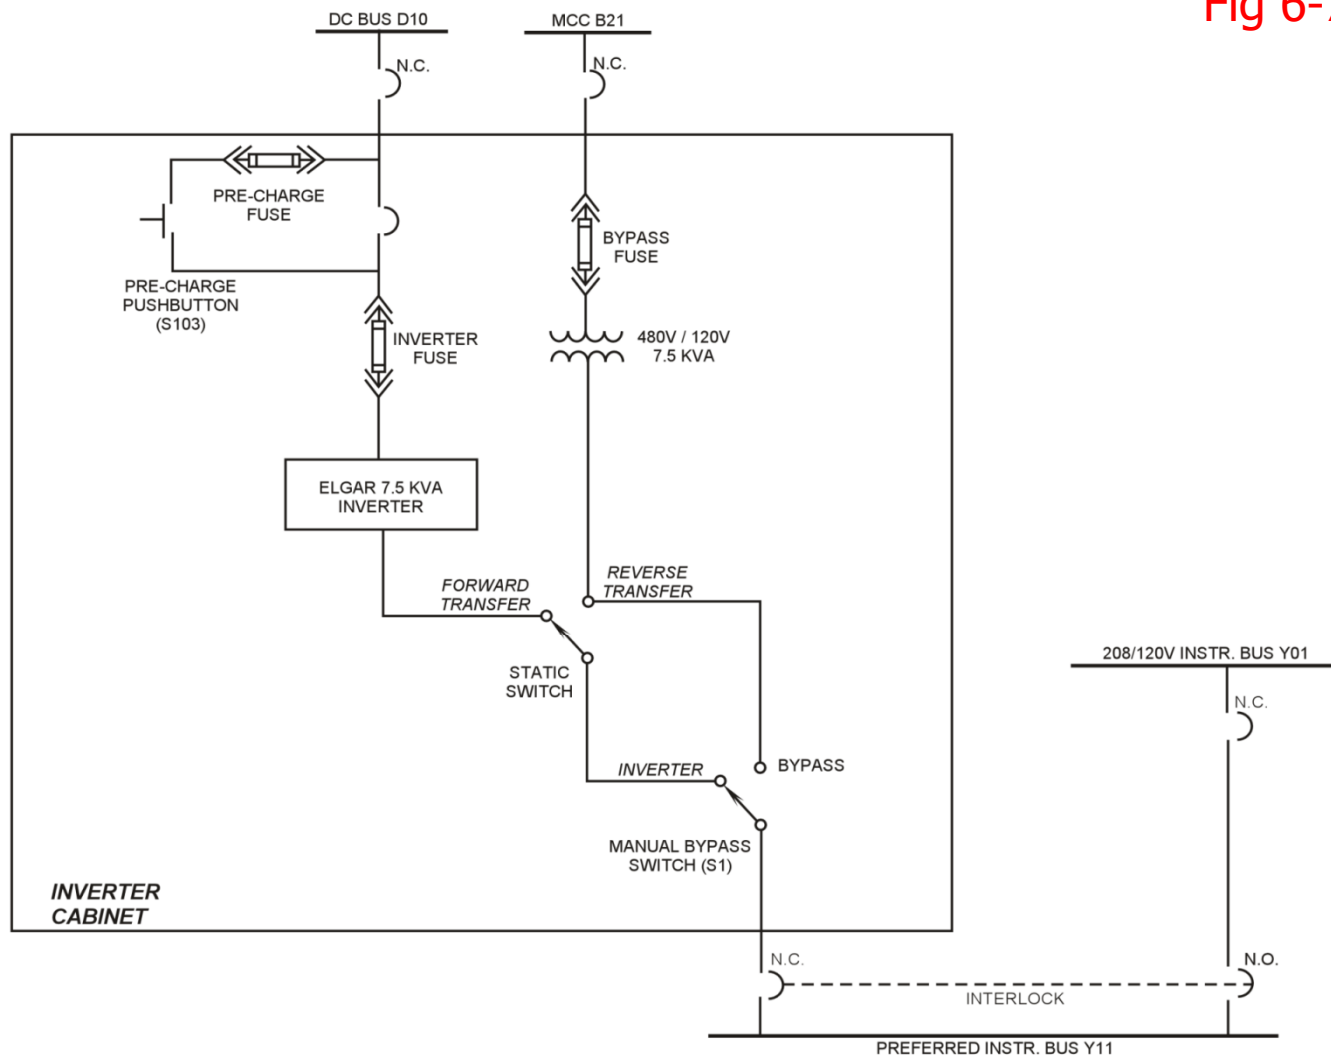 DC BUS D10
MCC B21
Fig 6-
N.C.
N.C.
PRE-CHARGE
FUSE
BYPASS
FUSE
PRE-CHARGE
PUSHBUTTON
(S103)
INVERTER
FUSE
480V / 120V
7.5 KVA
ELGAR 7.5 KVA
INVERTER
FORWARD
TRANSFER
REVERSE
TRANSFER
STATIC
SWITCH
208/120V INSTR. BUS Y01
N.C.
INVERTER
BYPASS
MANUAL BYPASS
SWITCH (S1)
INVERTER
CABINET
N.C.
N.O.
INTERLOCK
PREFERRED INSTR. BUS Y11